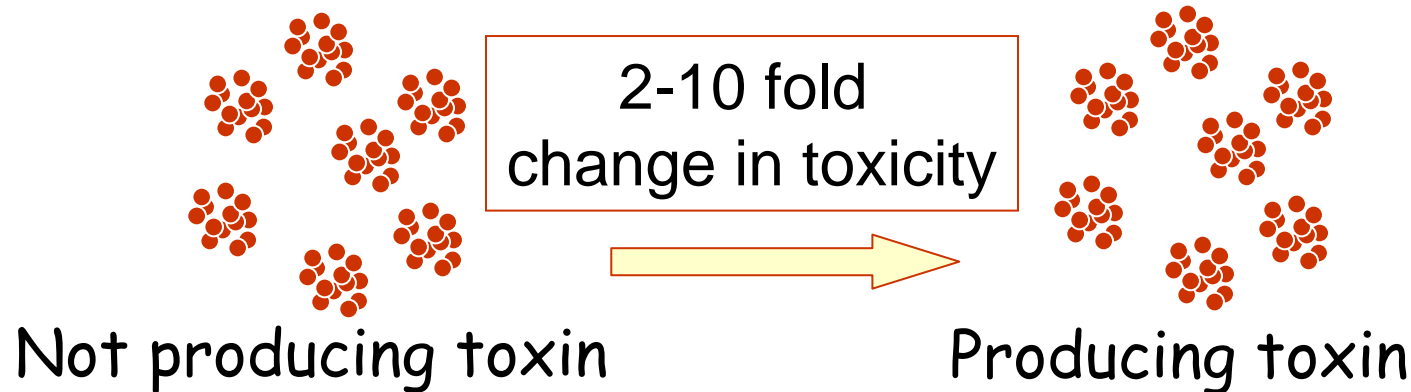 2-10 fold
change in toxicity
Not producing toxin
Producing toxin